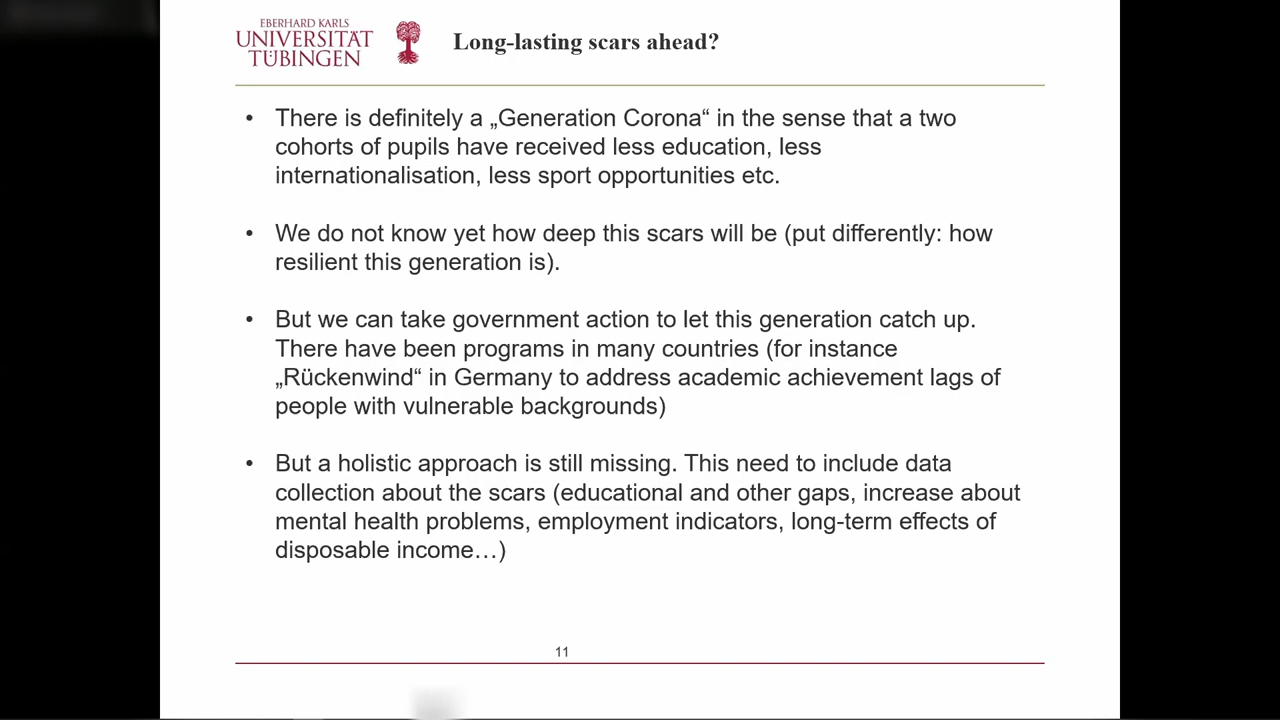 EBERHARD KARLS
UNIVERSITÄT
TÜBINGEN
Long-lasting scars ahead?
• There is definitely a „Generation Corona“ in the sense that a two
cohorts of pupils have received less education, less
internationalisation, less sport opportunities etc.
• We do not know yet how deep this scars will be (put differently: how
resilient this generation is).
• But we can take government action to let this generation catch up.
There have been programs in many countries (for instance
„Rückenwind“ in Germany to address academic achievement lags of
people with vulnerable backgrounds)
• But a holistic approach is still missing. This need to include data
collection about the scars (educational and other gaps, increase about
mental health problems, employment indicators, long-term effects of
disposable income…)
11